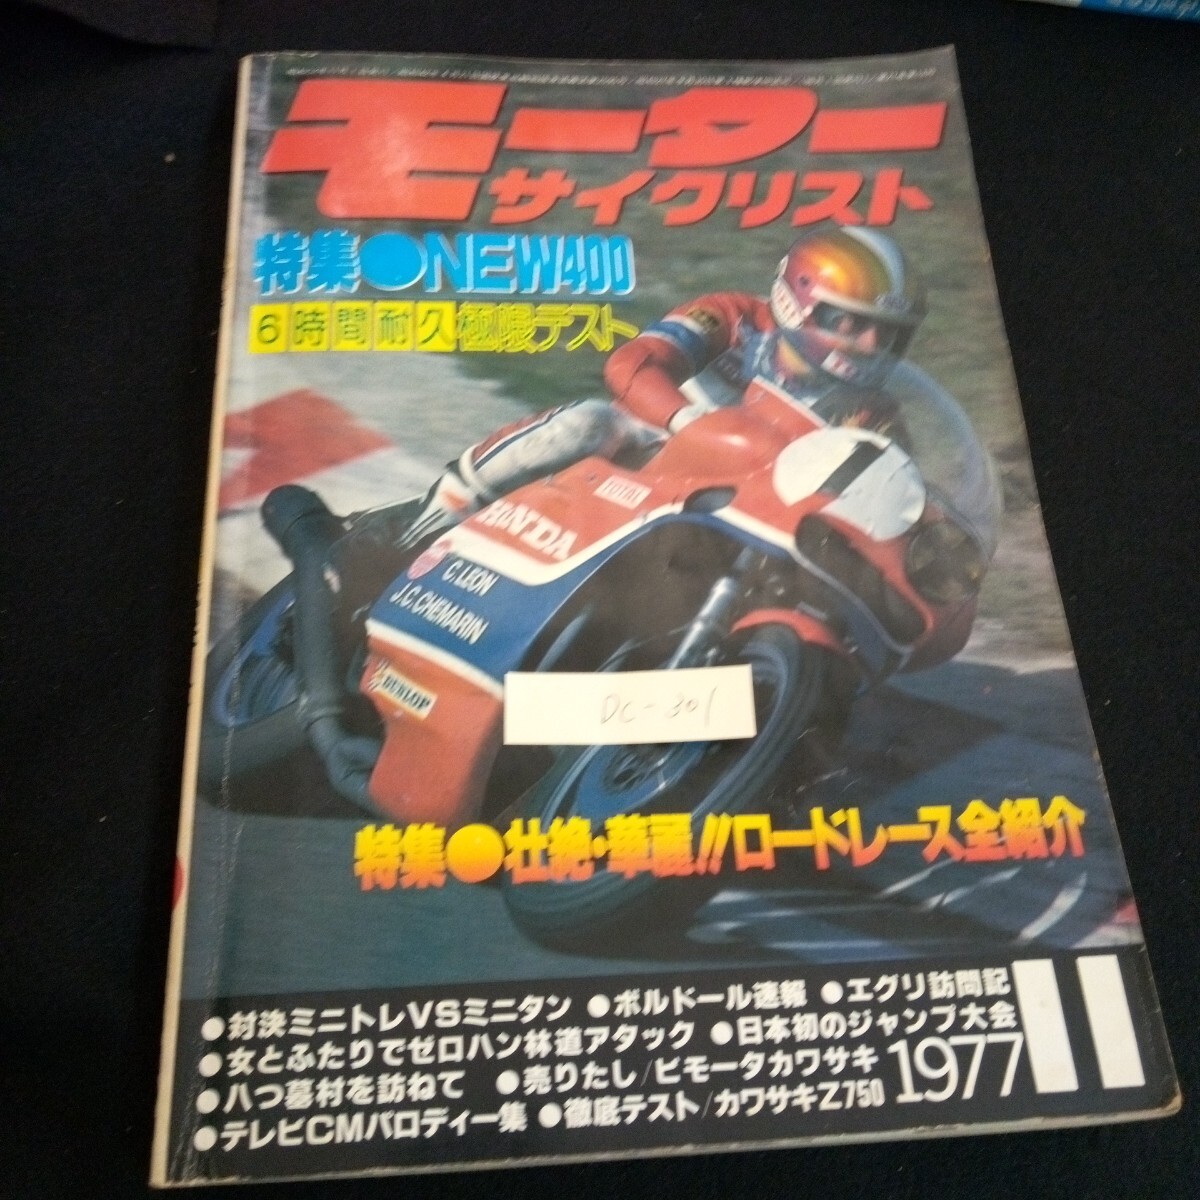 モーター
サイクリスト
特集●NEW400
6時間耐久極限テスト
1
TOTAL
HONDA
C. LEON
J.C. CHEMARIN
DUNLOP
DC-301
特集●壮絶・華麗!!ロードレース全紹介
●対決ミニトレVSミニタン ●ボルドール速報 ●エグリ訪問記
●女とふたりでゼロハン林道アタック ●日本初のジャンプ大会
●八つ墓村を訪ねて ●売りたし/ビモータカワサキ
●テレビCMパロディー集 ●徹底テスト/カワサキZ750
1977
11